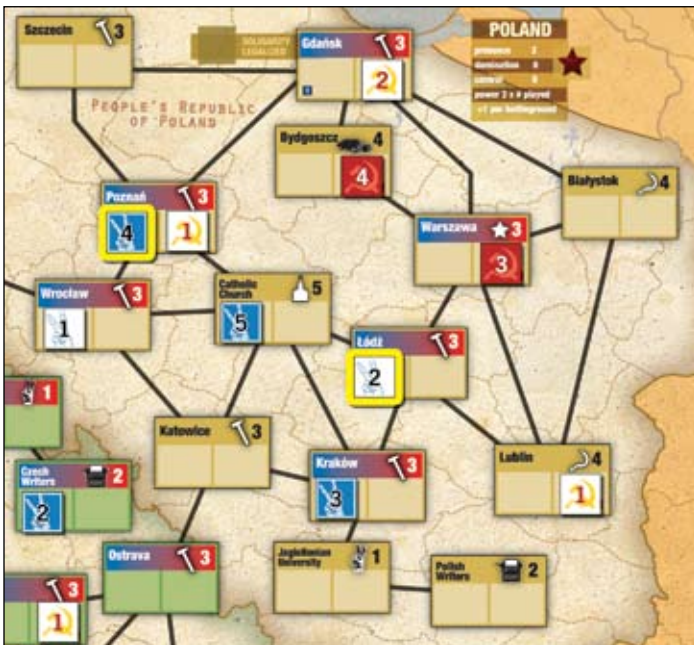 Szczecin 3
SOLIDARITY
LEGALIZED
Gdańsk 3
2
POLAND
presence 3
domination 6
control 9
power 2 x # played
+1 per battleground
PEOPLE'S REPUBLIC
OF POLAND
Bydgoszcz 4
4
Białystok 4
Poznań 3
4 1
Warszawa 3
3
Wrocław 3
1
Catholic
Church 5
5
Łódź 3
2
1
Katowice 3
Kraków 3
3
Lublin 4
1
Czech
Writers 2
2
Ostrava 3
Jagiellonian
University 1
Polish
Writers 2
3
1